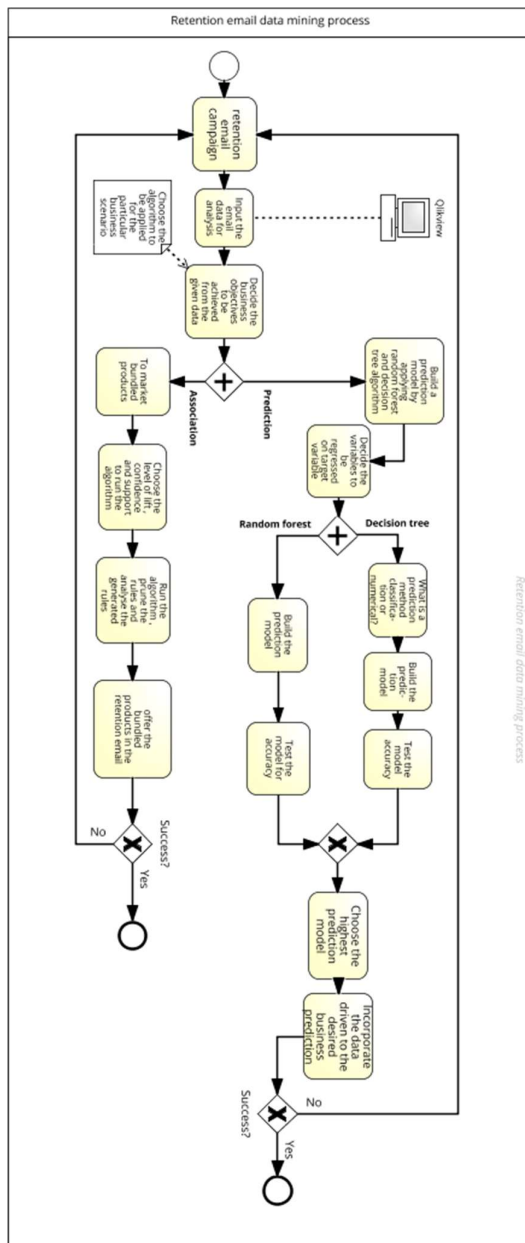 Retention email data mining process
retention
email
campaign
Qlikview
Input the
email
data for
analysis
Choose the
algorithm to
be applied
for the
particular
business
scenario
Decide the
business
objectives
to be
achieved
from the
given data
Prediction
Association
Build a
prediction
model by
applying
random forest
and decision
tree algorithm
To market
bundled
products
Decide the
variables to
be
regressed
on target
variable
Choose the
level of lift,
confidence
and support
to run the
algorithm
Random forest
Decision tree
What is a
prediction
method
classifica-
tion or
numerical?
Build the
prediction
model
Run the
algorithm,
prune the
rules and
analyse the
generated
rules
Build the
predic-
tion
model
Test the
model
accuracy
Test the
model for
accuracy
offer the
bundled
products in the
retention email
Success?
No
Yes
Choose the
highest
prediction
model
Incorporate
the data
driven to the
desired
business
prediction
Success?
No
Yes
Retention email data mining process